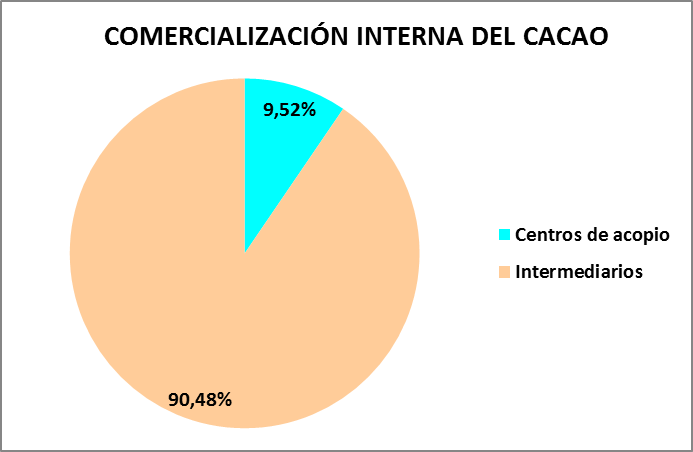 COMERCIALIZACIÓN INTERNA DEL CACAO
9,52%
Centros de acopio
Intermediarios
90,48%